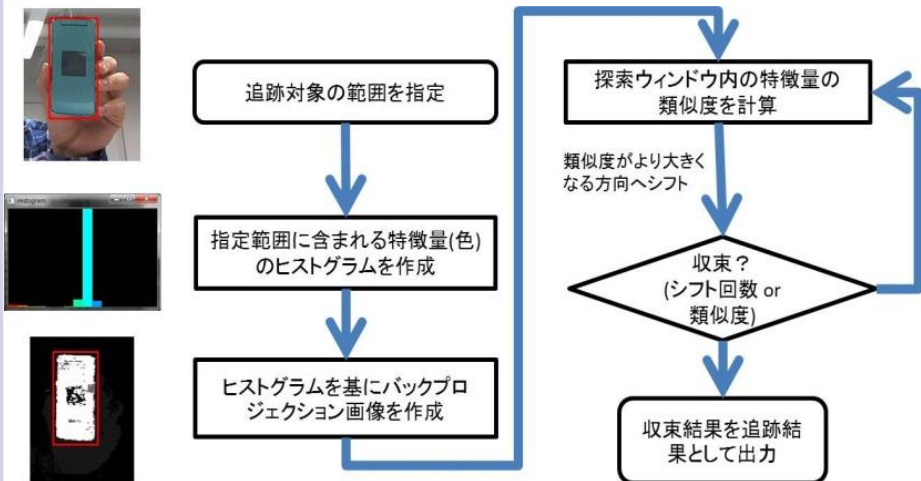 追跡対象の範囲を指定
Histogram
指定範囲に含まれる特徴量(色)
のヒストグラムを作成
ヒストグラムを基にバックプロ
ジェクション画像を作成
探索ウィンドウ内の特徴量の
類似度を計算
類似度がより大きく
なる方向へシフト
収束？
(シフト回数 or
類似度)
収束結果を追跡結
果として出力